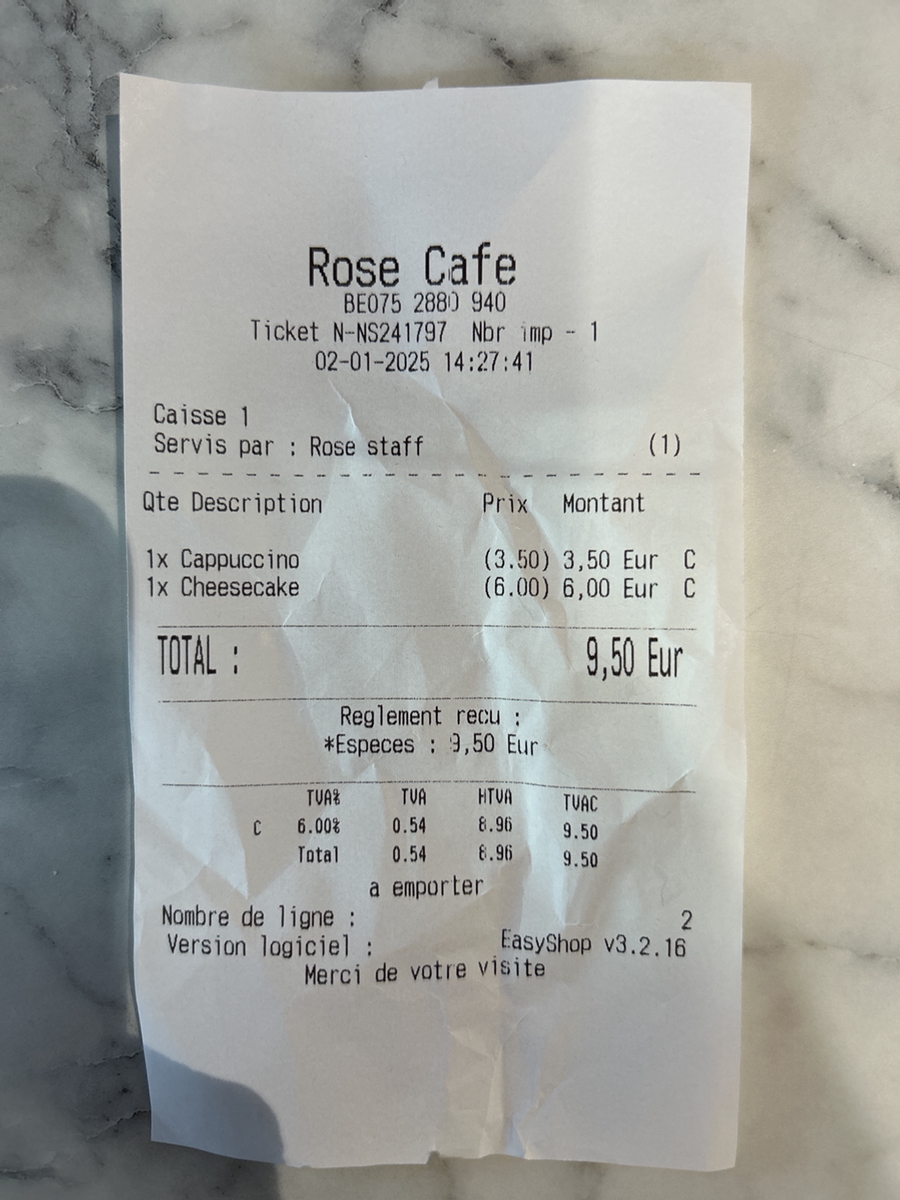 Rose Cafe
BE075 2880 940
Ticket N-NS241797 Nbr imp - 1
02-01-2025 14:27:41
Caisse 1
Servis par : Rose staff (1)
Qte Description Prix Montant
1x Cappuccino (3.50) 3,50 Eur C
1x Cheesecake (6.00) 6,00 Eur C
TOTAL : 9,50 Eur
Reglement recu :
*Especes : 9,50 Eur
TVA% TVA HTVA TVAC
C 6.00% 0.54 8.96 9.50
Total 0.54 8.96 9.50
a emporter
Nombre de ligne : 2
Version logiciel : EasyShop v3.2.16
Merci de votre visite